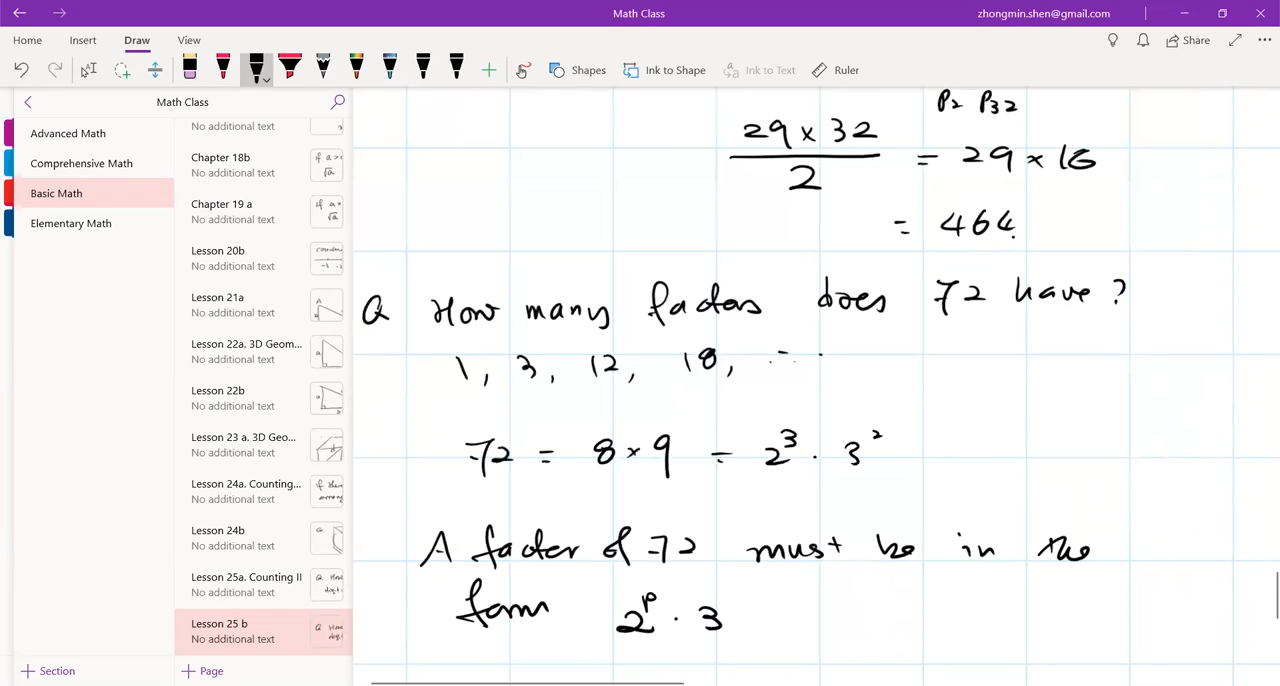 Math Class
zhongmin.shen@gmail.com
Home Insert Draw View
Share
Shapes Ink to Shape Ink to Text Ruler
Math Class
Advanced Math
Comprehensive Math
Basic Math
Elementary Math
No additional text
Chapter 18b
No additional text
Chapter 19 a
No additional text
Lesson 20b
No additional text
Lesson 21a
No additional text
Lesson 22a. 3D Geom...
No additional text
Lesson 22b
No additional text
Lesson 23 a. 3D Geo...
No additional text
Lesson 24a. Counting...
No additional text
Lesson 24b
No additional text
Lesson 25a. Counting II
No additional text
Lesson 25 b
No additional text
+ Section
+ Page
P2 P32
29 x 32 / 2 = 29 x 16
= 464.
Q How many factors does 72 have?
1, 3, 12, 18, ...
72 = 8 x 9 = 2³ · 3²
A factor of 72 must be in the
form 2ᵖ · 3